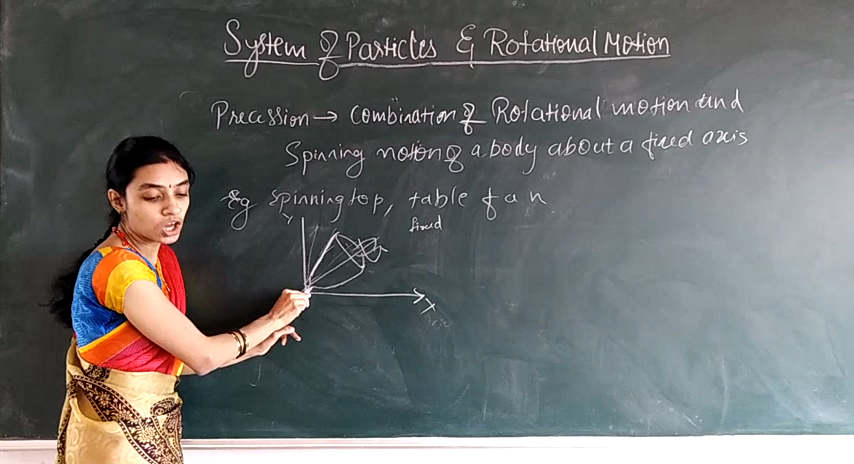 System of Particles & Rotational Motion
Precession → Combination of Rotational motion and
Spinning motion of a body about a fixed axis
Eg Spinning top, table fan
fixed
Y
X